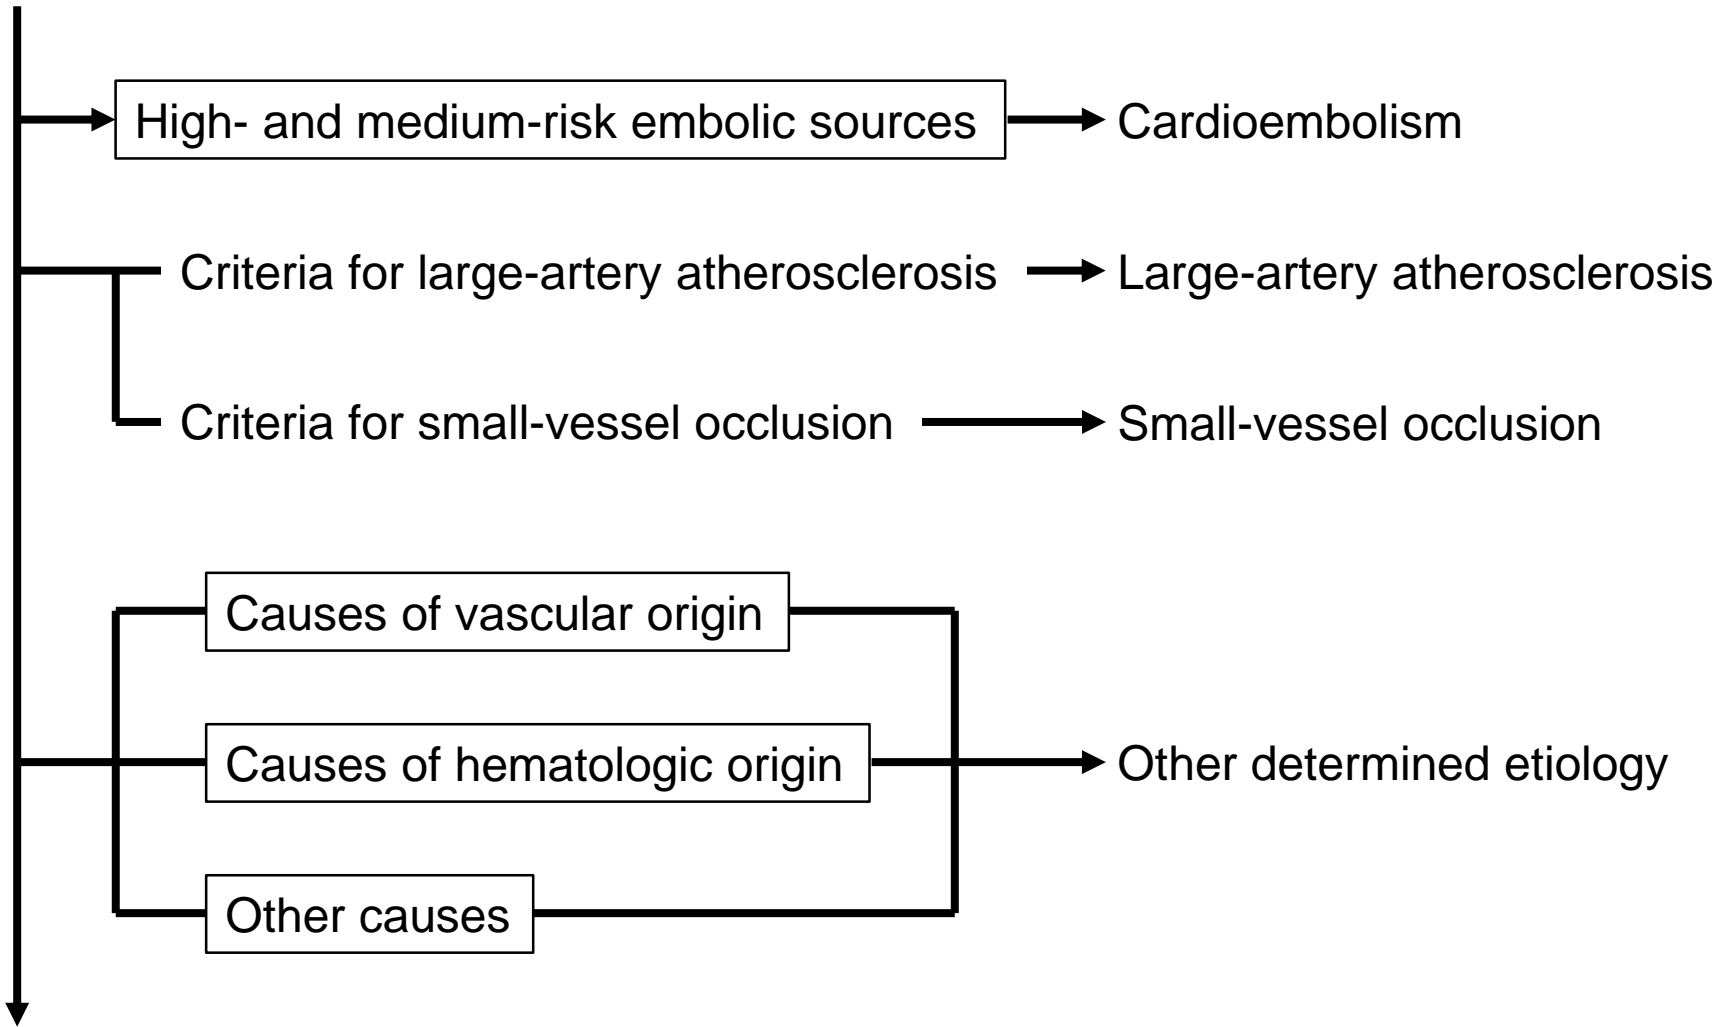 High- and medium-risk embolic sources
Cardioembolism
Criteria for large-artery atherosclerosis
Large-artery atherosclerosis
Criteria for small-vessel occlusion
Small-vessel occlusion
Causes of vascular origin
Causes of hematologic origin
Other determined etiology
Other causes